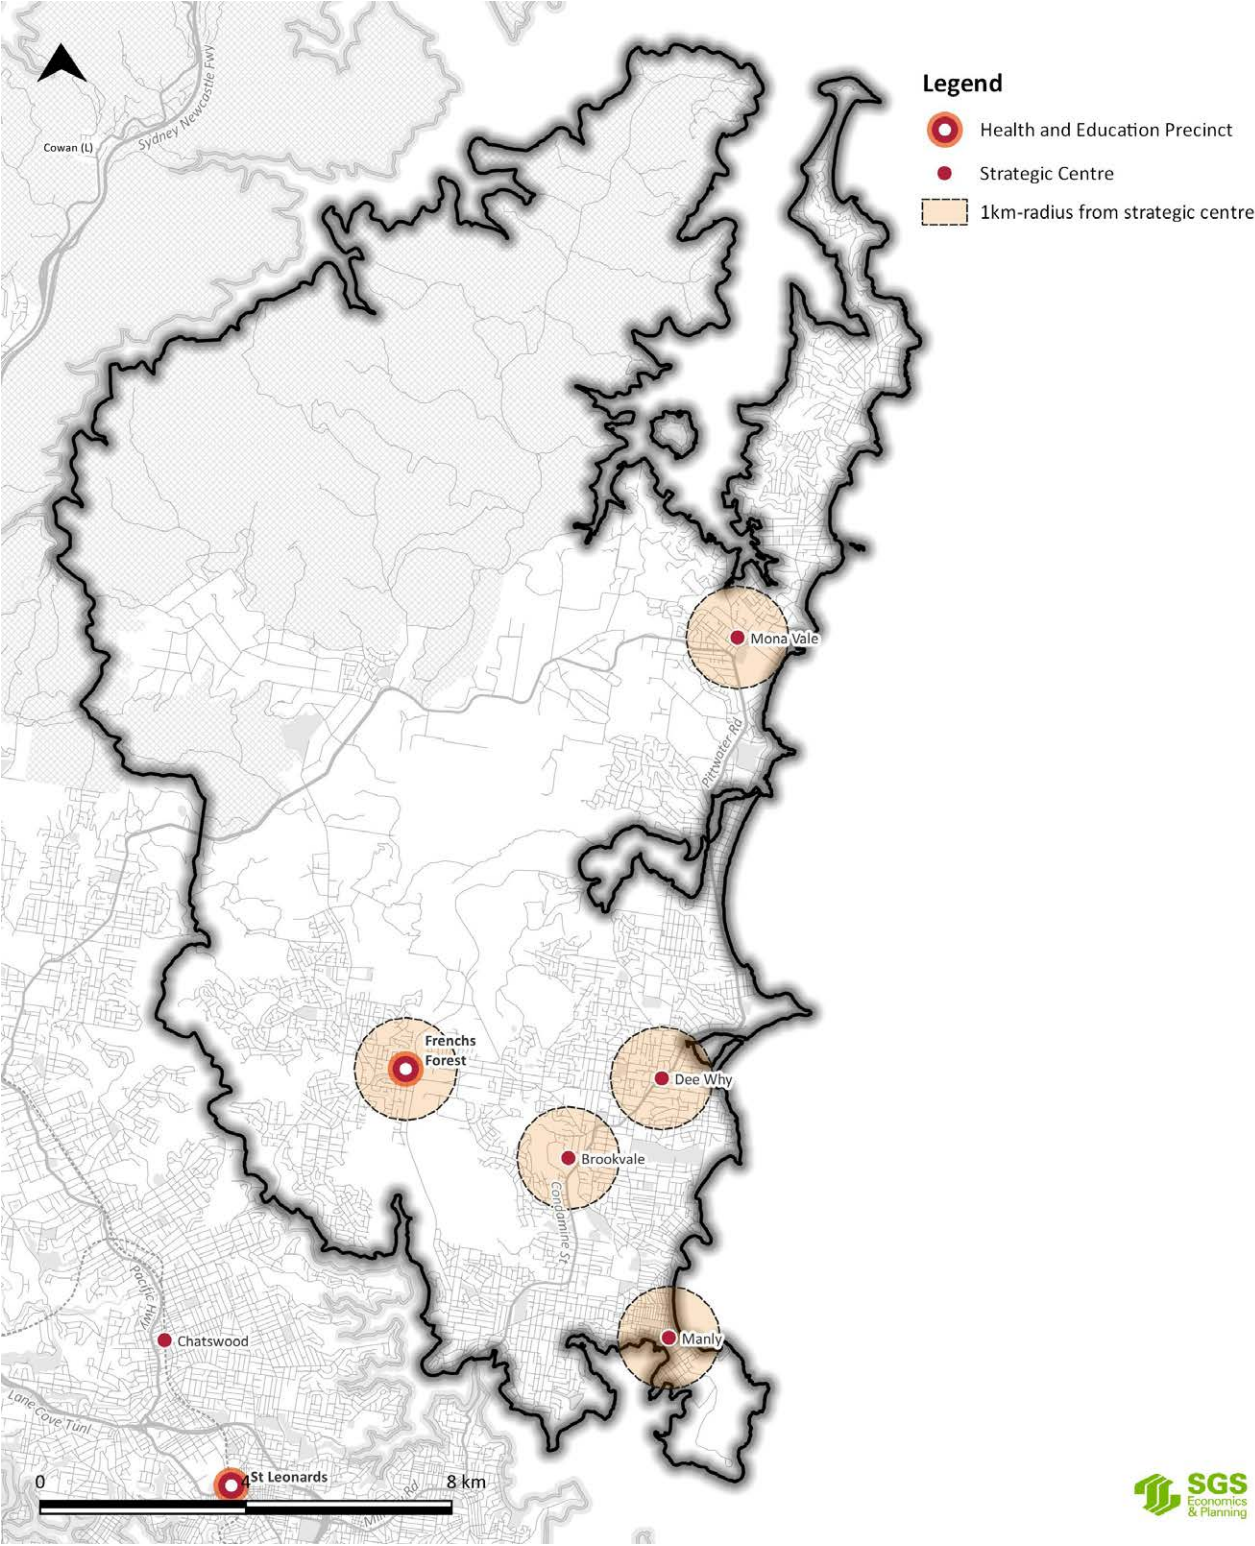 Sydney Newcastle Fwy
Cowan (L)
Legend
Health and Education Precinct
Strategic Centre
1km-radius from strategic centre
Mona Vale
Pittwater Rd
Frenchs
Forest
Dee Why
Brookvale
Condamine St
Pacific Hwy
Chatswood
Manly
Lane Cove Tunl
St Leonards
0
4
8 km
Rd
SGS
Economics
& Planning